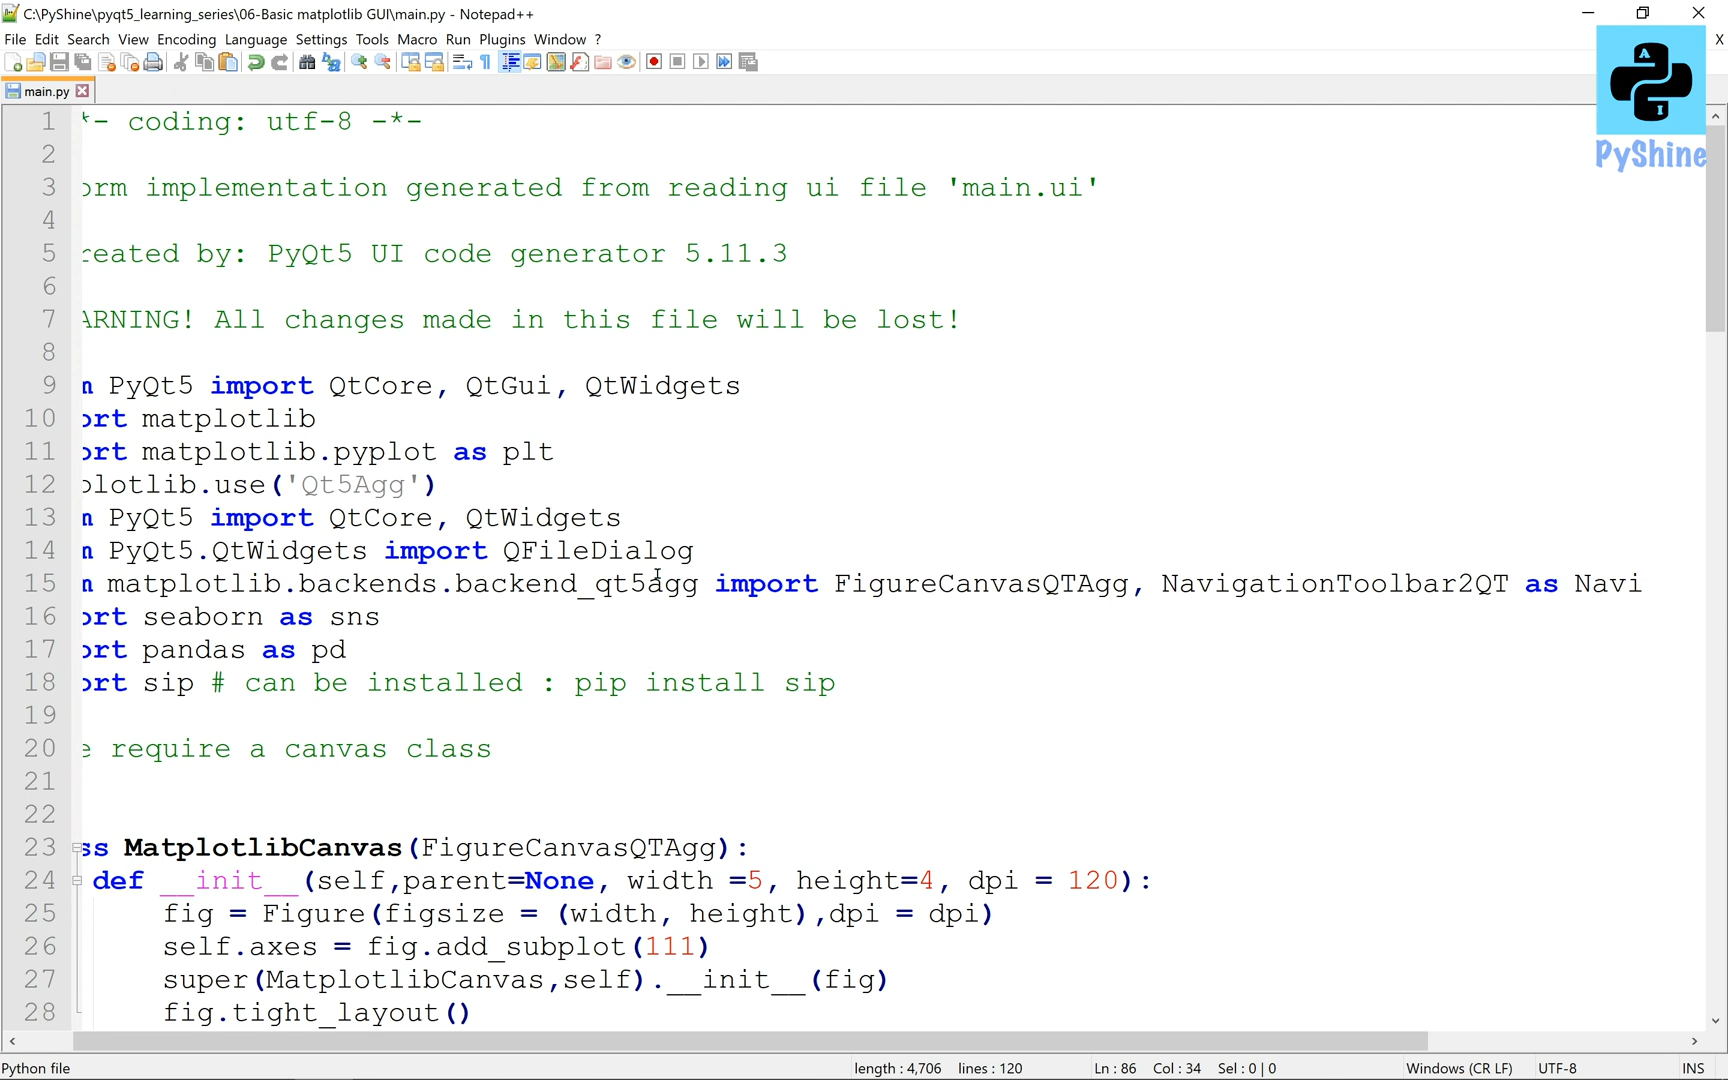 C:\PyShine\pyqt5_learning_series\06-Basic matplotlib GUI\main.py - Notepad++
File Edit Search View Encoding Language Settings Tools Macro Run Plugins Window ?
X
main.py
A
I
PyShine
1 *- coding: utf-8 -*-
2
3 orm implementation generated from reading ui file 'main.ui'
4
5 reated by: PyQt5 UI code generator 5.11.3
6
7 ARNING! All changes made in this file will be lost!
8
9 m PyQt5 import QtCore, QtGui, QtWidgets
10 ort matplotlib
11 ort matplotlib.pyplot as plt
12 plotlib.use('Qt5Agg')
13 m PyQt5 import QtCore, QtWidgets
14 m PyQt5.QtWidgets import QFileDialog
15 m matplotlib.backends.backend_qt5agg import FigureCanvasQTAgg, NavigationToolbar2QT as Navi
16 ort seaborn as sns
17 ort pandas as pd
18 ort sip # can be installed : pip install sip
19
20 e require a canvas class
21
22
23 ss MatplotlibCanvas(FigureCanvasQTAgg):
24 def __init__(self,parent=None, width =5, height=4, dpi = 120):
25 fig = Figure(figsize = (width, height),dpi = dpi)
26 self.axes = fig.add_subplot(111)
27 super(MatplotlibCanvas,self).__init__(fig)
28 fig.tight_layout()
Python file length : 4,706 lines : 120 Ln : 86 Col : 34 Sel : 0 | 0 Windows (CR LF) UTF-8 INS